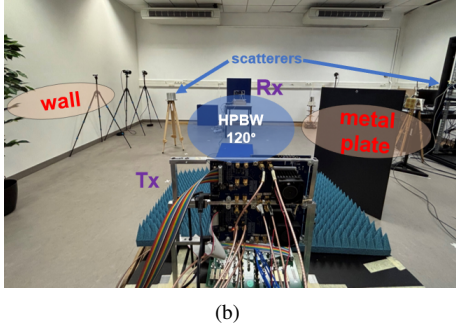 scatterers
Rx
wall
HPBW
120°
metal
plate
Tx
(b)